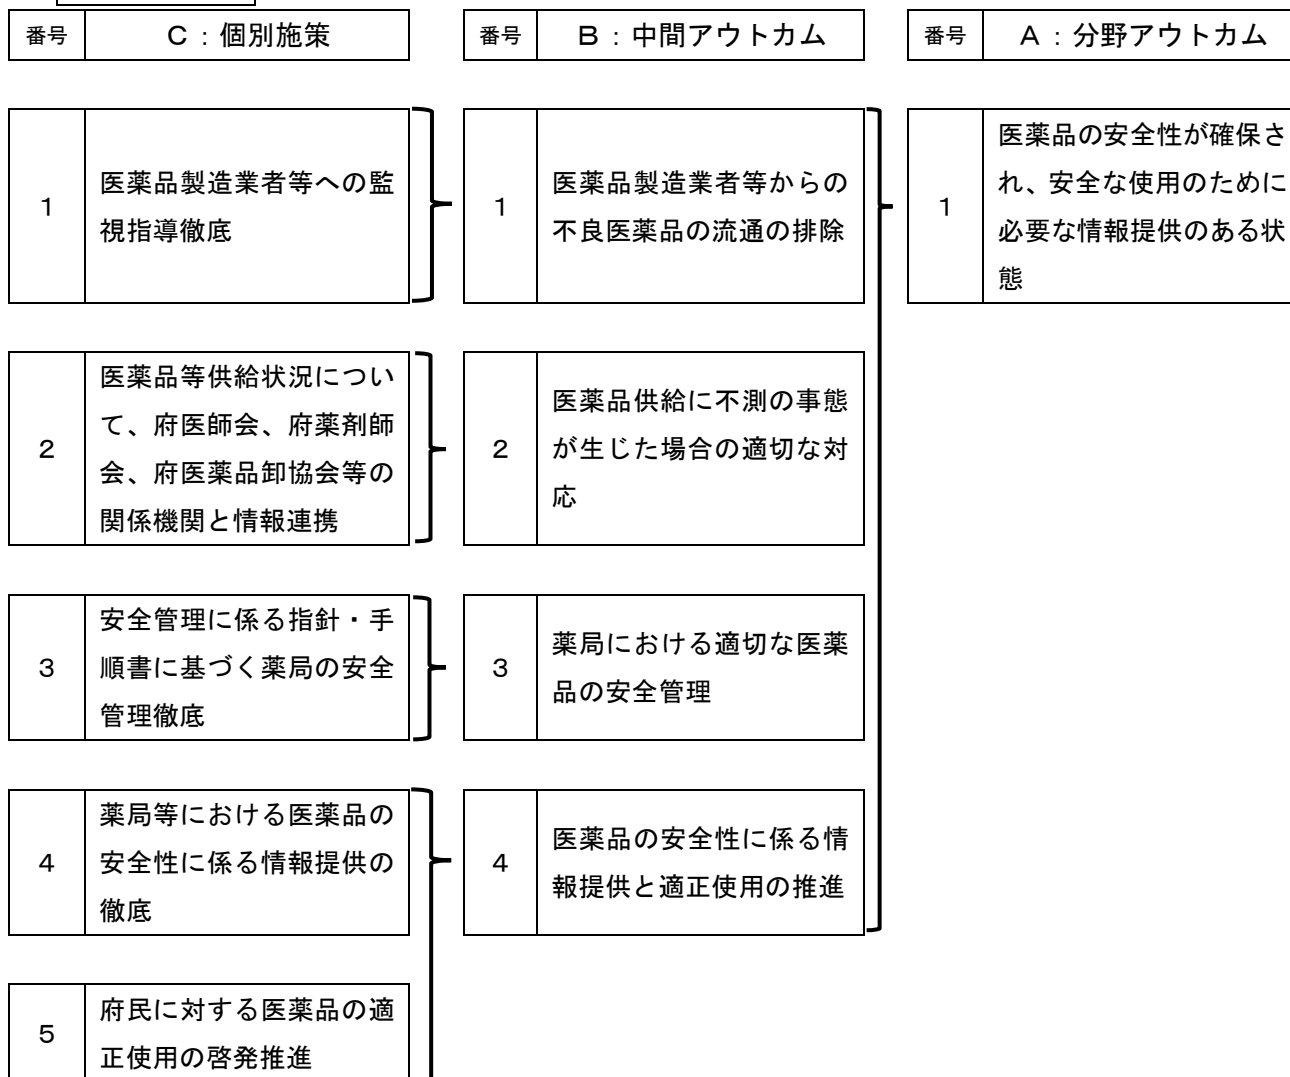 番号
C：個別施策
番号
B：中間アウトカム
番号
A：分野アウトカム
1
医薬品製造業者等への監
視指導徹底
1
医薬品製造業者等からの
不良医薬品の流通の排除
1
医薬品の安全性が確保さ
れ、安全な使用のために
必要な情報提供のある状
態
2
医薬品等供給状況につい
て、府医師会、府薬剤師
会、府医薬品卸協会等の
関係機関と情報連携
2
医薬品供給に不測の事態
が生じた場合の適切な対
応
3
安全管理に係る指針・手
順書に基づく薬局の安全
管理徹底
3
薬局における適切な医薬
品の安全管理
4
薬局等における医薬品の
安全性に係る情報提供の
徹底
4
医薬品の安全性に係る情
報提供と適正使用の推進
5
府民に対する医薬品の適
正使用の啓発推進